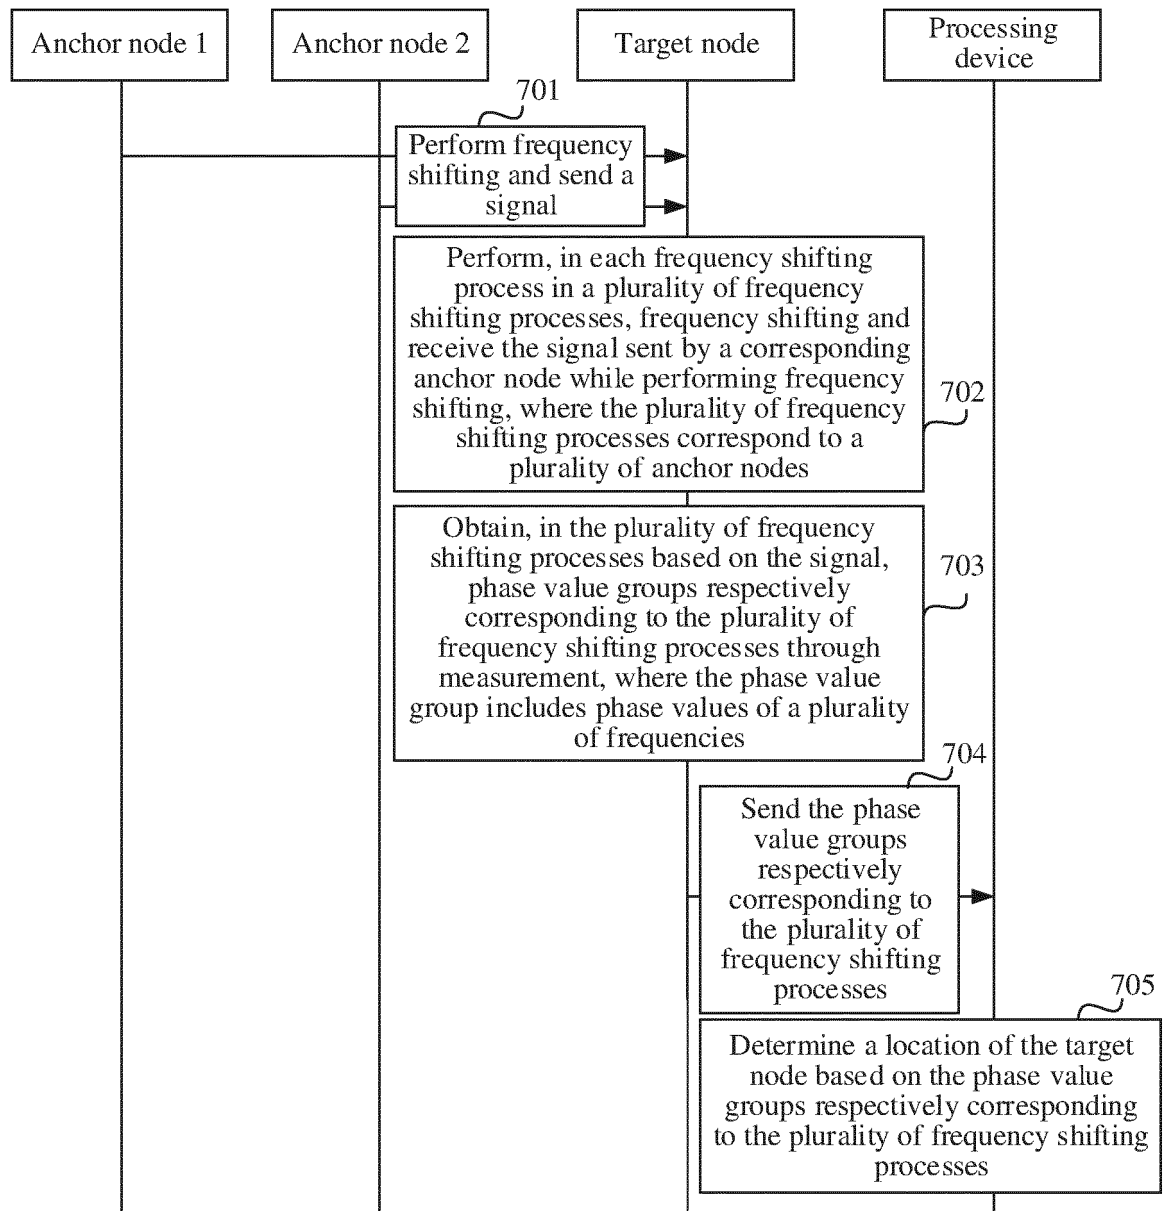 Anchor node 1
Anchor node 2
Target node
Processing
device
701
Perform frequency
shifting and send a
signal
Perform, in each frequency shifting
process in a plurality of frequency
shifting processes, frequency shifting and
receive the signal sent by a corresponding
anchor node while performing frequency
shifting, where the plurality of frequency
shifting processes correspond to a
plurality of anchor nodes
702
Obtain, in the plurality of frequency
shifting processes based on the signal,
phase value groups respectively
corresponding to the plurality of
frequency shifting processes through
measurement, where the phase value
group includes phase values of a plurality
of frequencies
703
704
Send the phase
value groups
respectively
corresponding to
the plurality of
frequency shifting
processes
705
Determine a location of the target
node based on the phase value
groups respectively corresponding
to the plurality of frequency shifting
processes